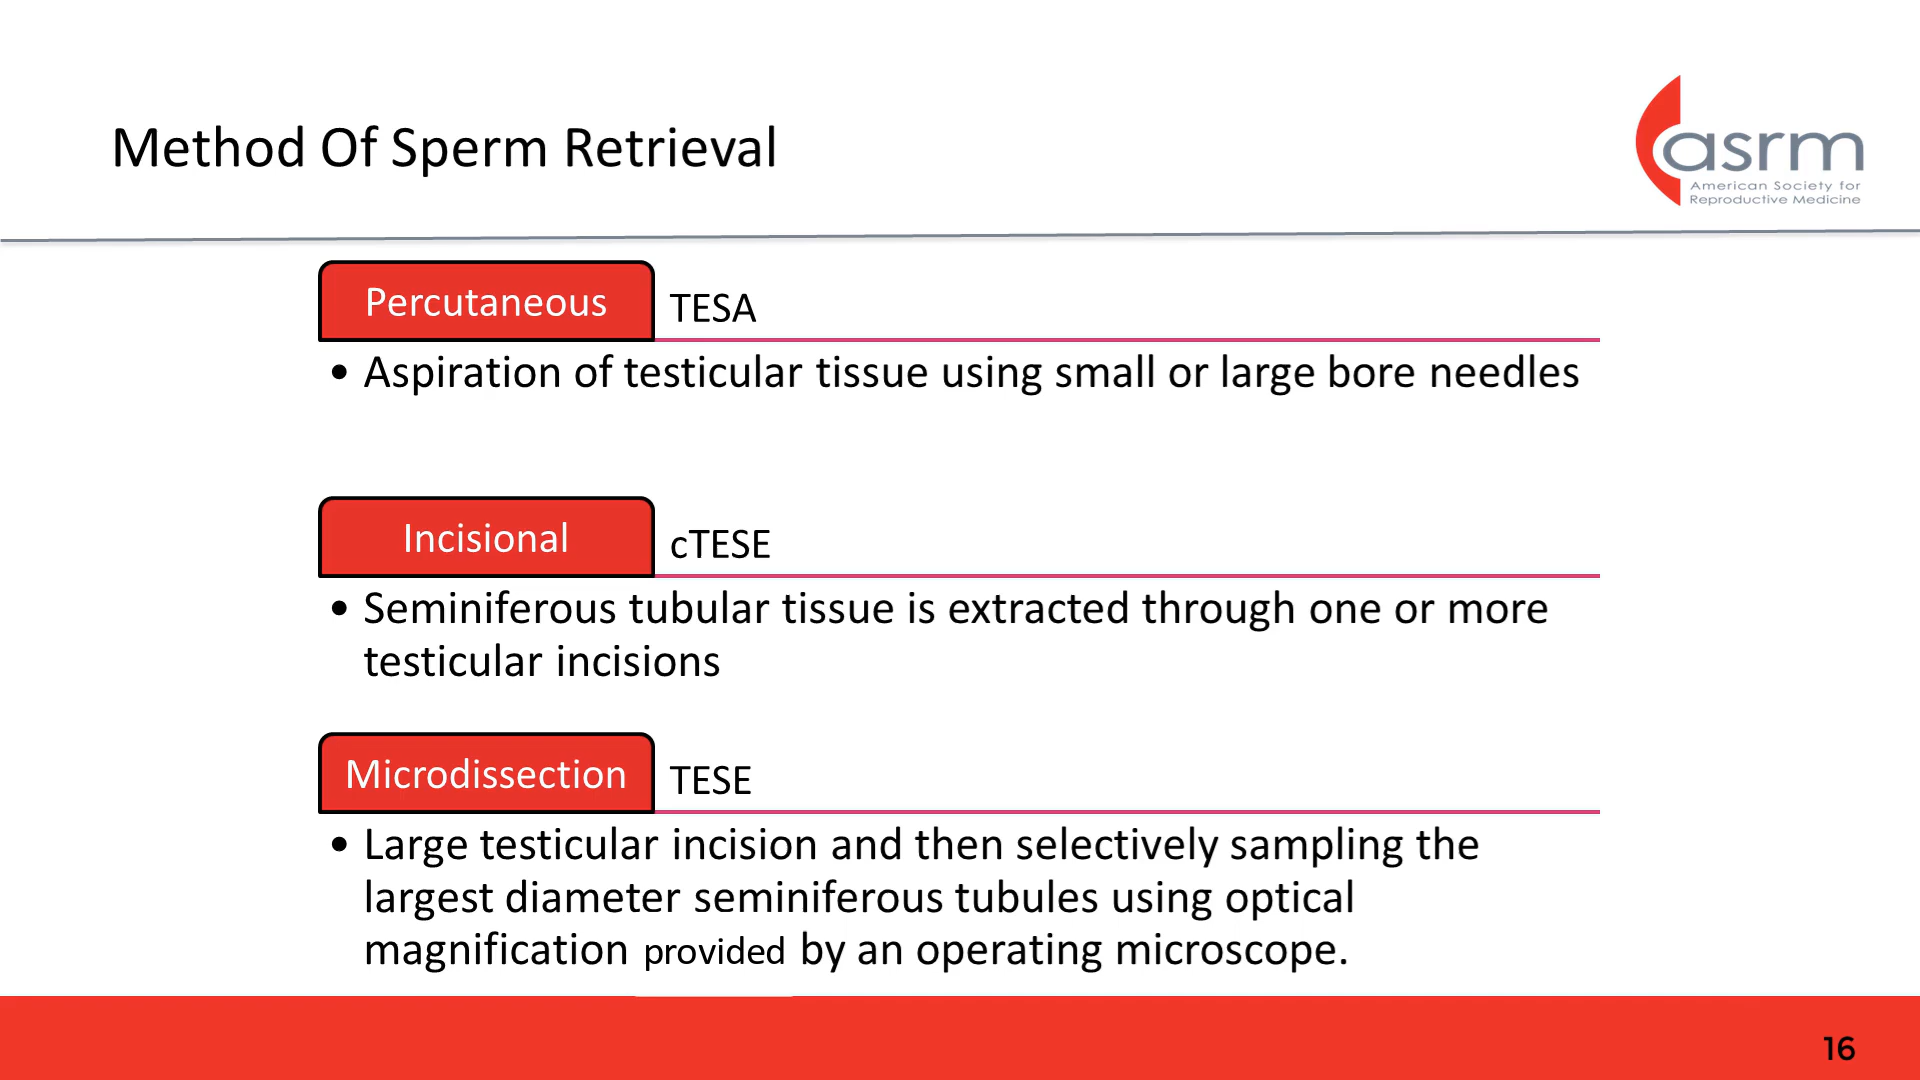 Method Of Sperm Retrieval
asrm
American Society for
Reproductive Medicine
Percutaneous TESA
• Aspiration of testicular tissue using small or large bore needles
Incisional cTESE
• Seminiferous tubular tissue is extracted through one or more
testicular incisions
Microdissection TESE
• Large testicular incision and then selectively sampling the
largest diameter seminiferous tubules using optical
magnification provided by an operating microscope.
16